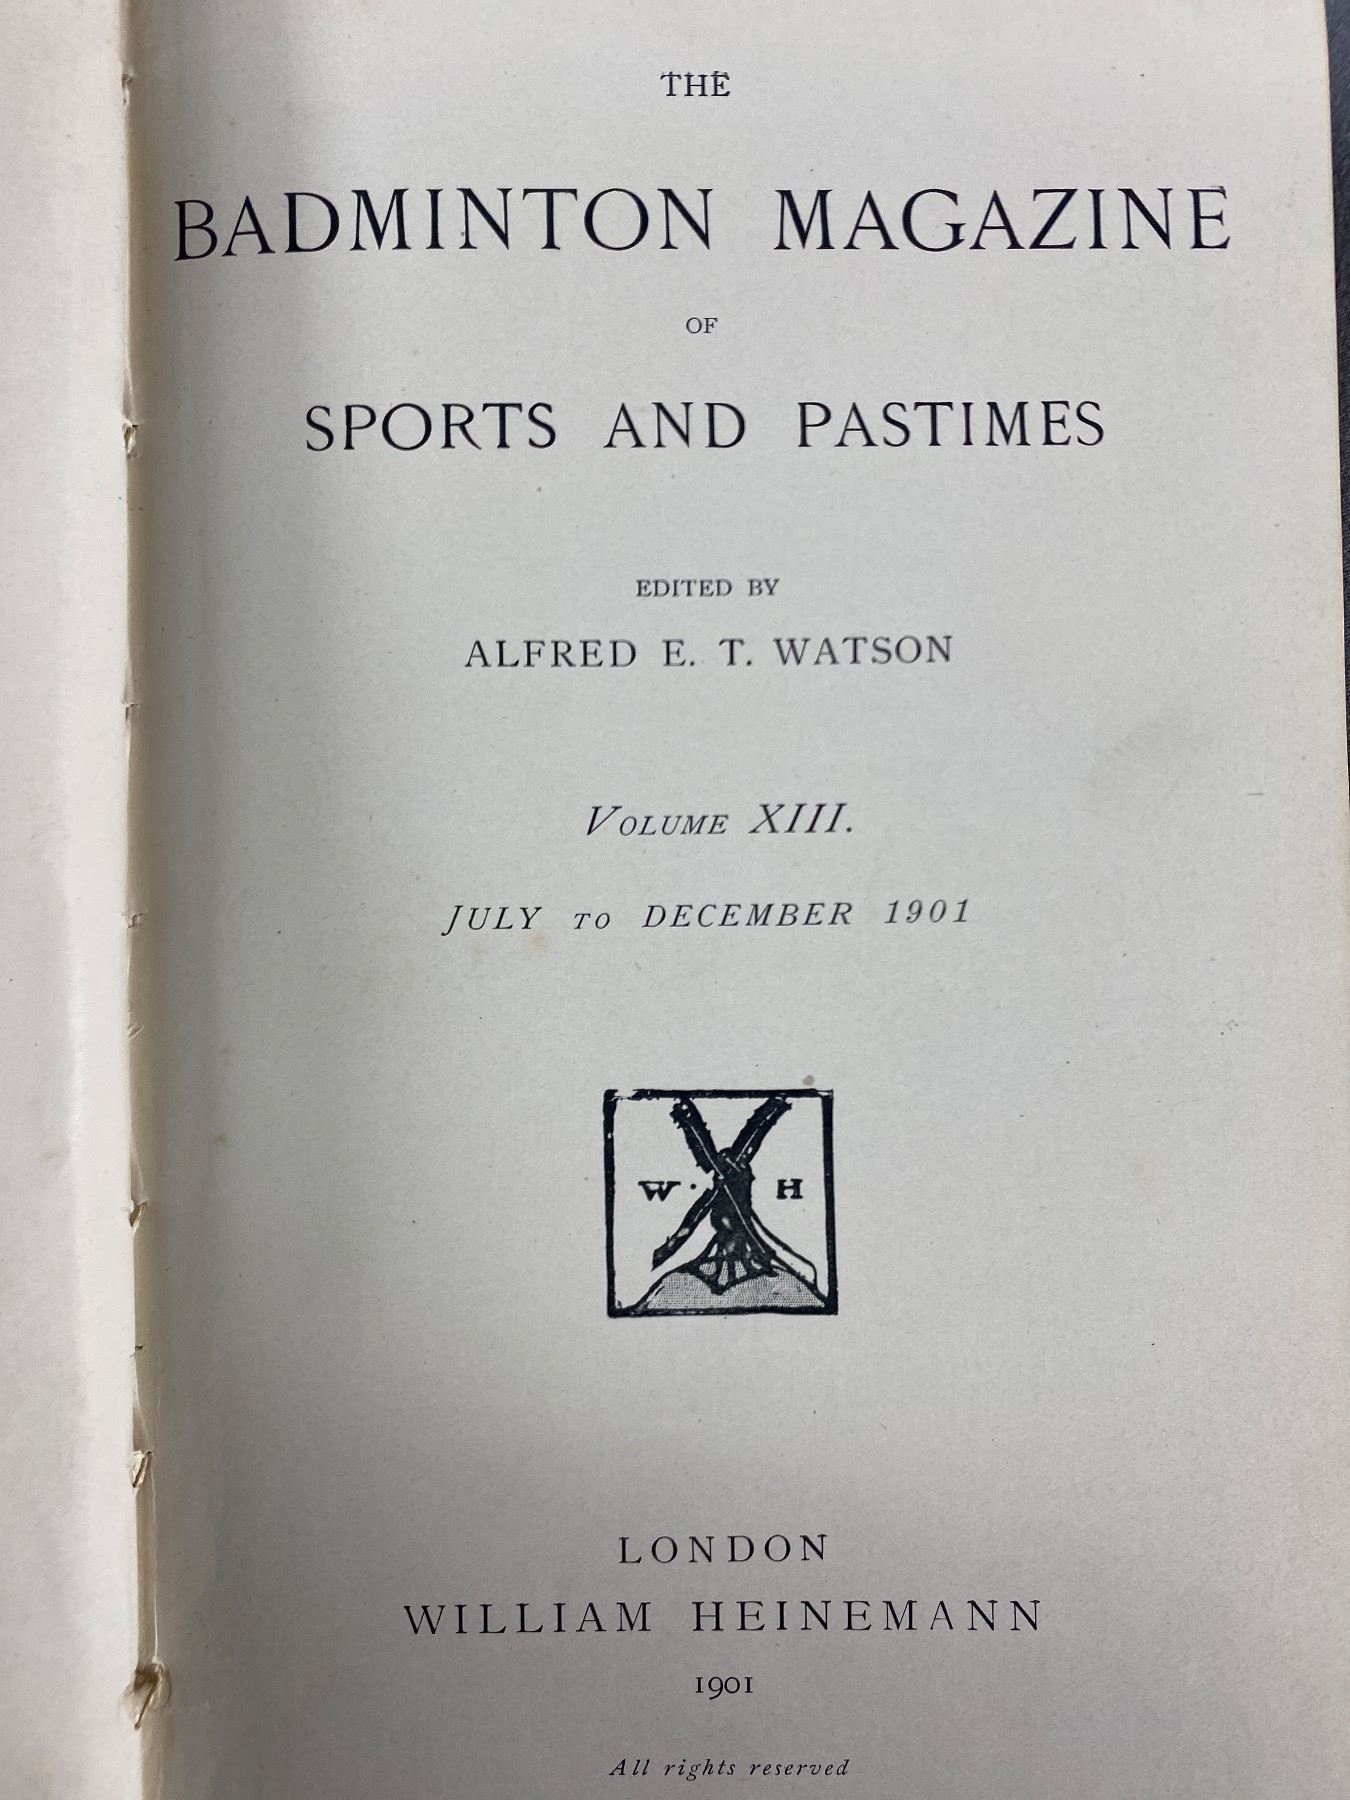 THE
BADMINTON MAGAZINE
OF
SPORTS AND PASTIMES
EDITED BY
ALFRED E. T. WATSON
VOLUME XIII.
JULY TO DECEMBER 1901
W · H
LONDON
WILLIAM HEINEMANN
1901
All rights reserved